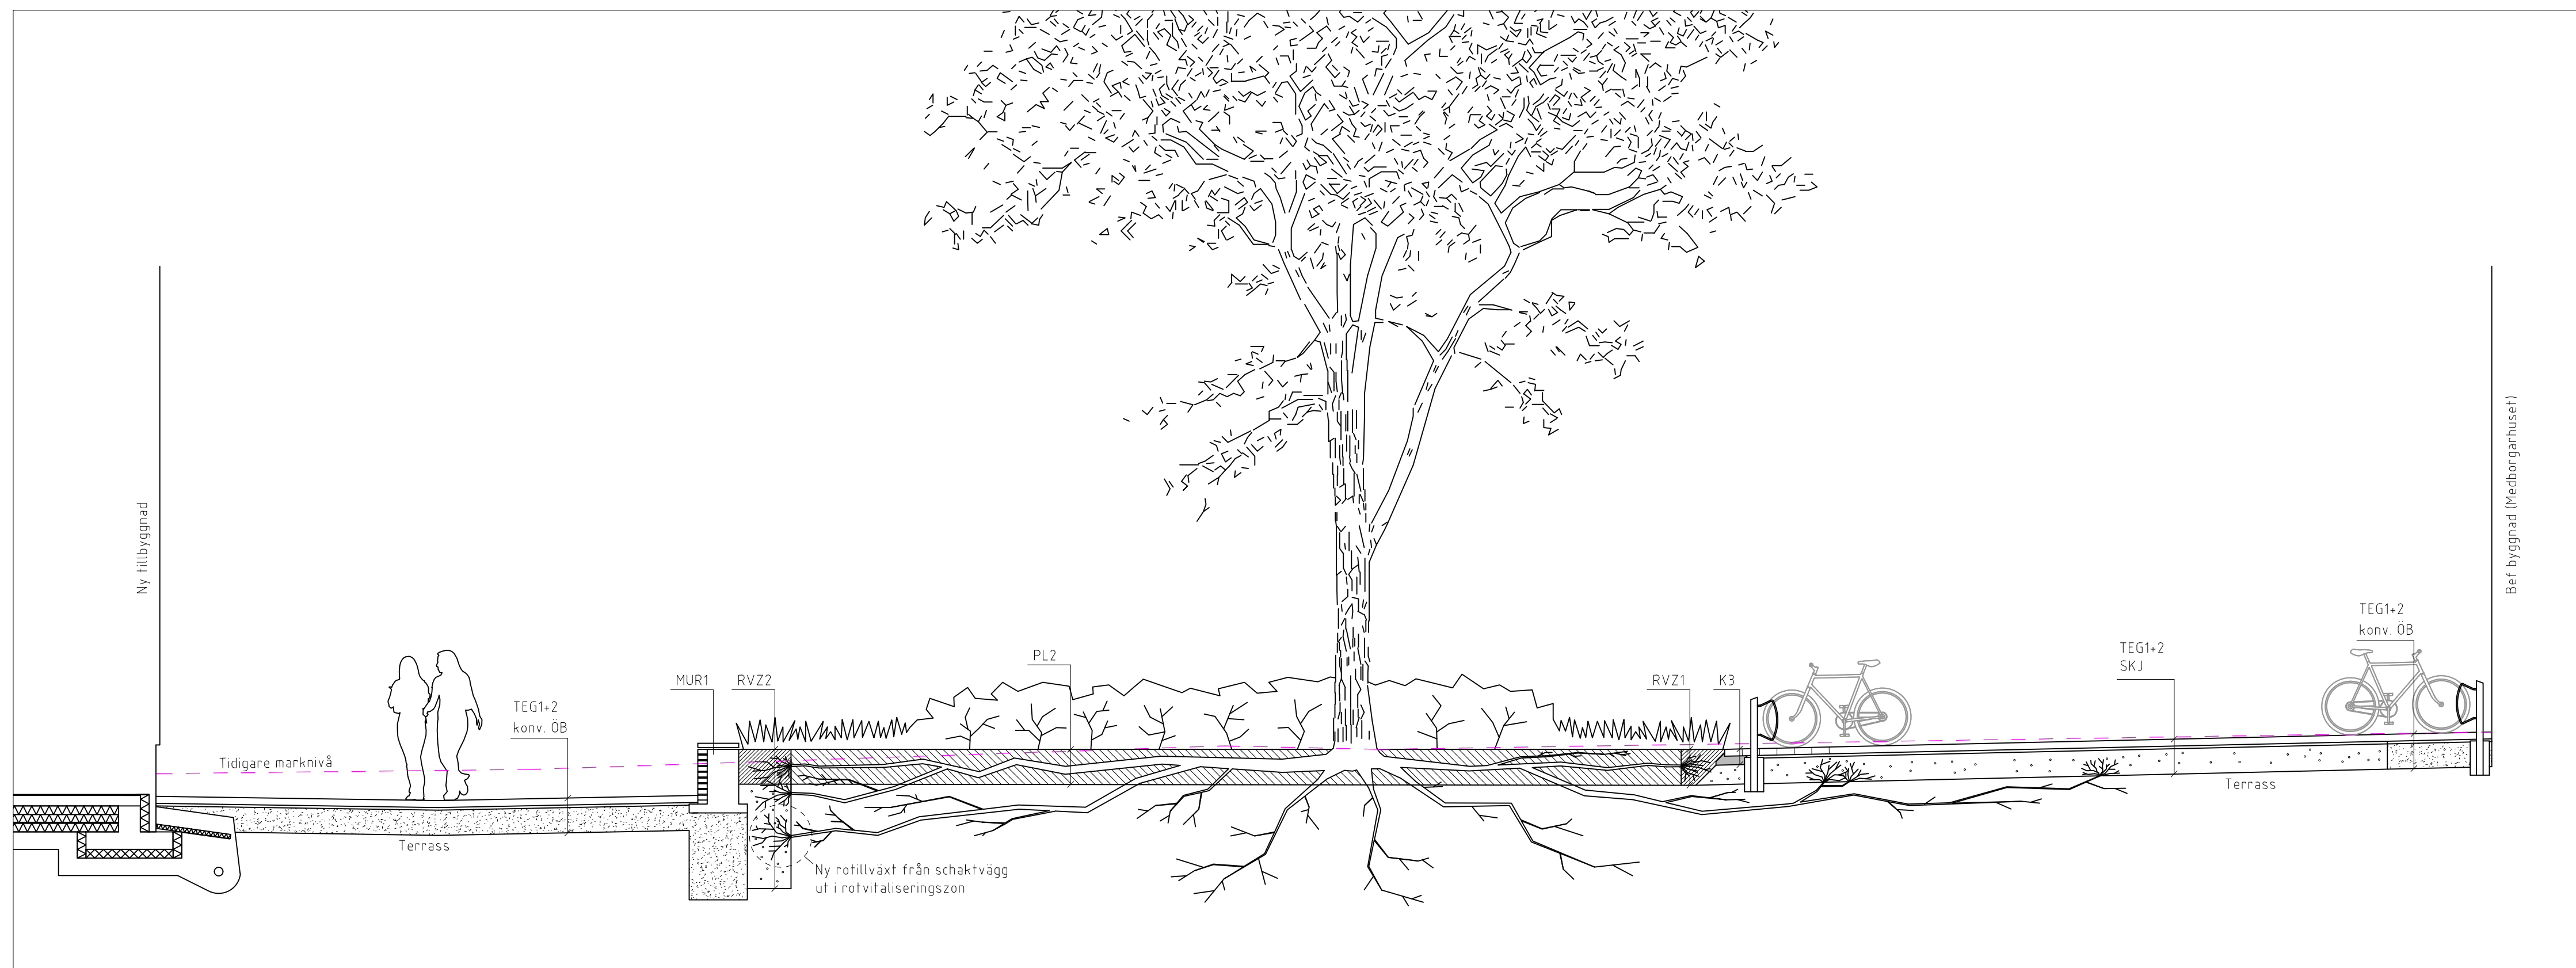 Ny tillbyggnad
Bef byggnad (Medborgarhuset)
TEG1+2
konv. ÖB
TEG1+2
SKJ
PL2
MUR1
RVZ2
RVZ1
K3
TEG1+2
konv. ÖB
Tidigare marknivå
Terrass
Terrass
Ny rotillväxt från schaktvägg
ut i rotvitaliseringszon